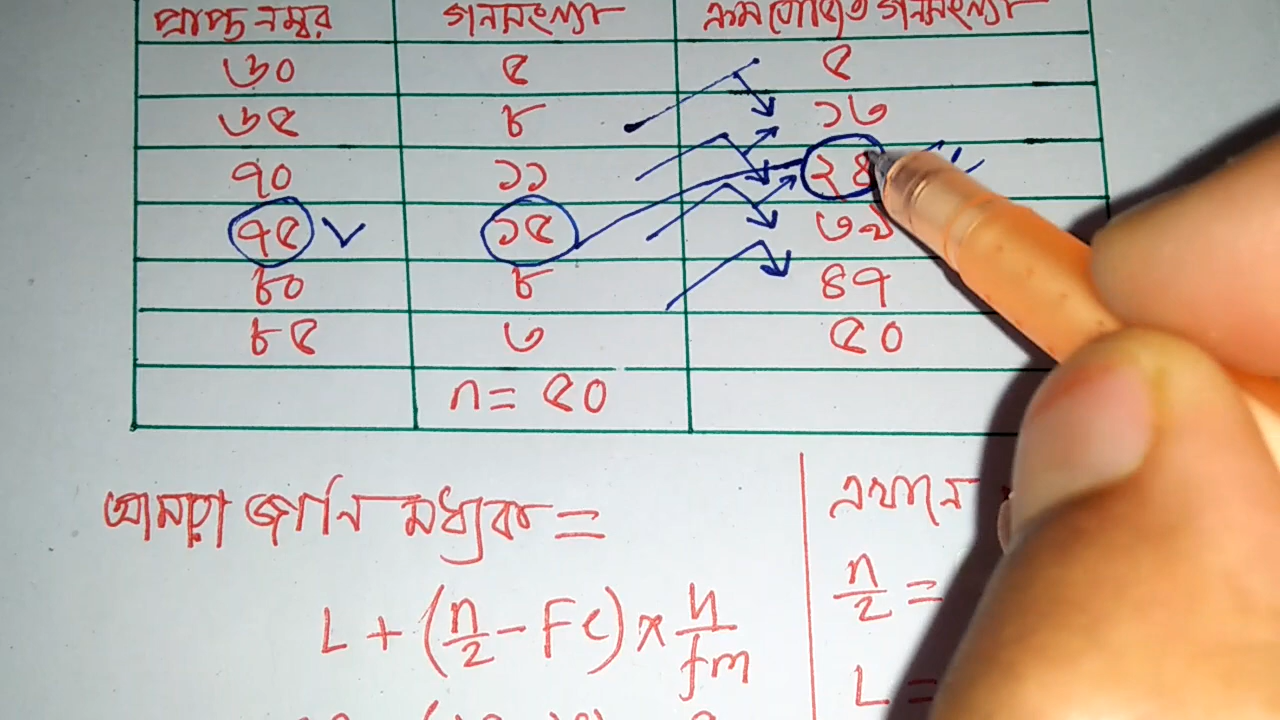 প্রাপ্ত নম্বর গনসংখ্যা ক্রমযোজিত গনসংখ্যা
৬০ ৫ ৫
৬৫ ৮ ১৩
৭০ ১১ ২৪
৭৫ ১৫ ৩৯
৮০ ৮ ৪৭
৮৫ ৩ ৫০
n = ৫০
আমরা জানি মধ্যক =
এখানে
L + (n/2 - Fc) × h/fm
n/2 =
L =